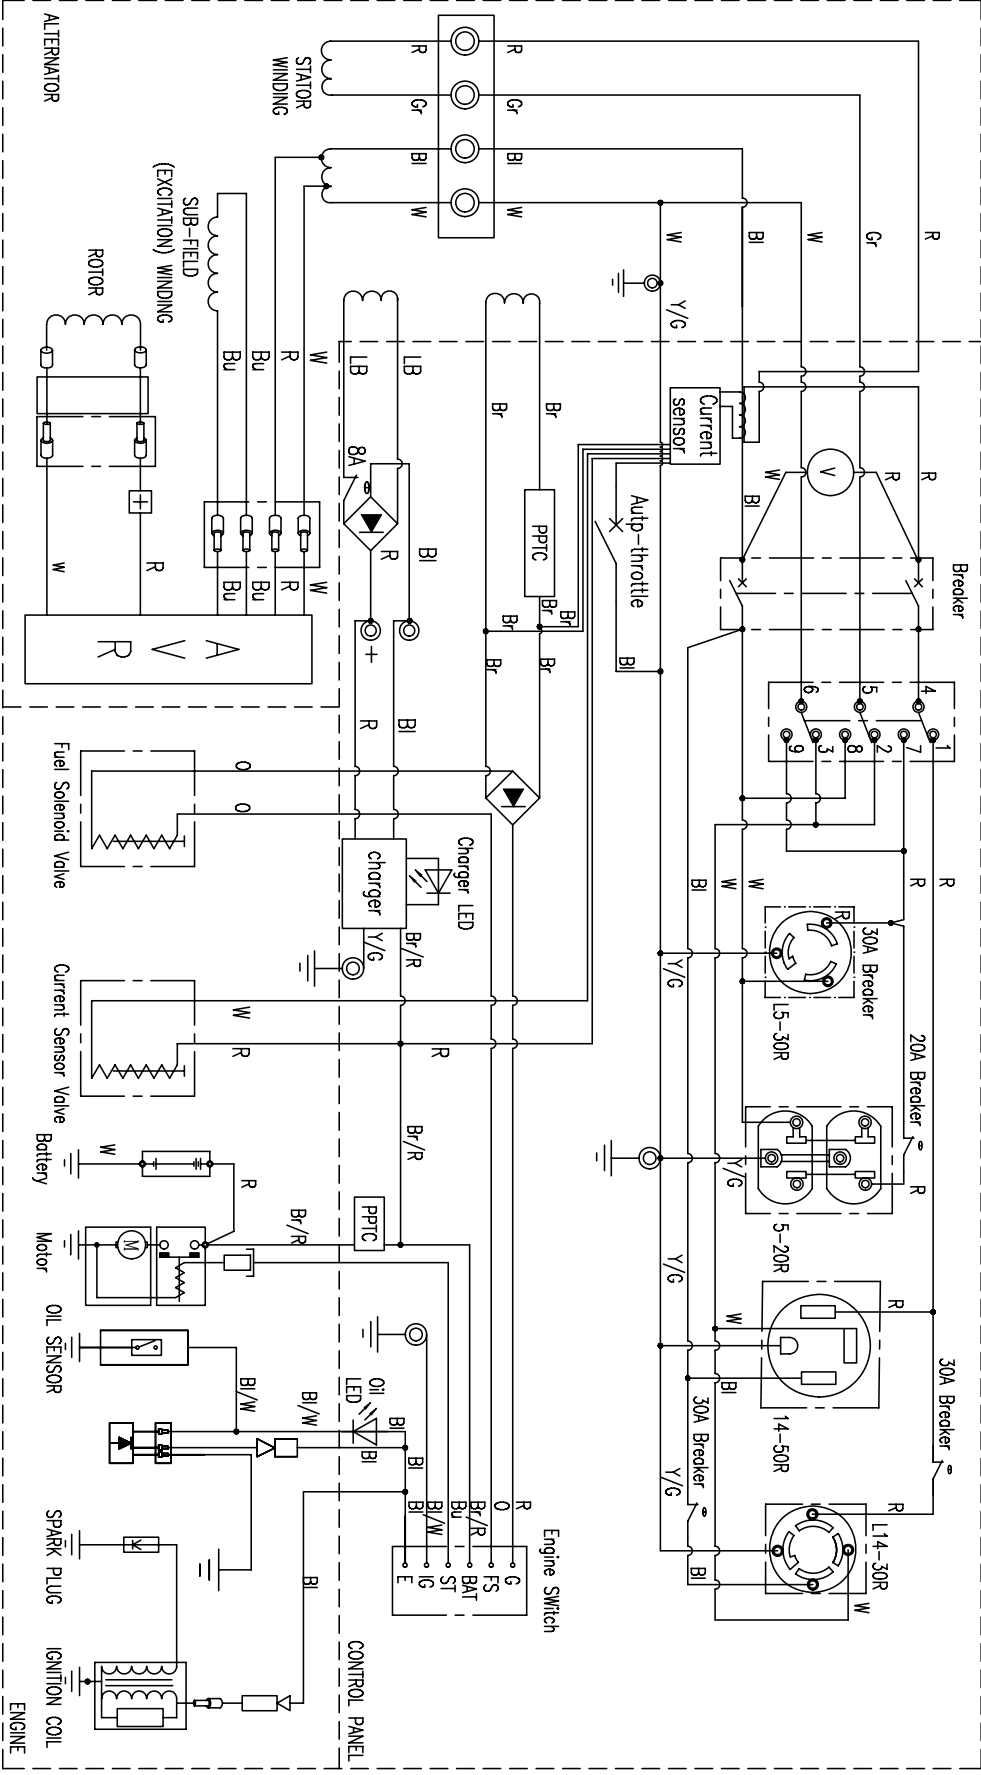 ALTERNATOR
STATOR
WINDING
R
Gr
Bl
W
R
Gr
Bl
W
R
Gr
W
Bl
W
Y/G
SUB-FIELD
(EXCITATION) WINDING
ROTOR
W
R
Bu
Bu
LB
LB
Br
Br
Current
sensor
8A
θ
PPTC
Autp-throttle
V
W
R
R
Bl
Breaker
W
R
Bu
Bu
R
w
AVR
R
Bl
+
Br
Br
Br
Br
Br
Bl
4
5
6
1
7
2
8
3
9
R
Bl
Fuel Solenoid Valve
O
O
charger
Charger LED
Y/G
Br/R
R
R
W
W
Bl
R
30A Breaker
L5-30R
Y/G
20A Breaker
θ
R
Current Sensor Valve
W
R
R
Br/R
Y/G
5-20R
Battery
W
R
Motor
M
Br/R
PPTC
Y/G
R
W
Bl
14-50R
30A Breaker
θ
OIL SENSOR
Bl/W
Bl/W
Oil
LED
Bl
Bl
Bl
30A Breaker
θ
Y/G
R
L14-30R
W
Bl
Engine SWitch
R
O
Br/R
Bu
Bl/W
Bl
G
FS
BAT
ST
IG
E
SPARK PLUG
Bl
IGNITION COIL
CONTROL PANEL
ENGINE